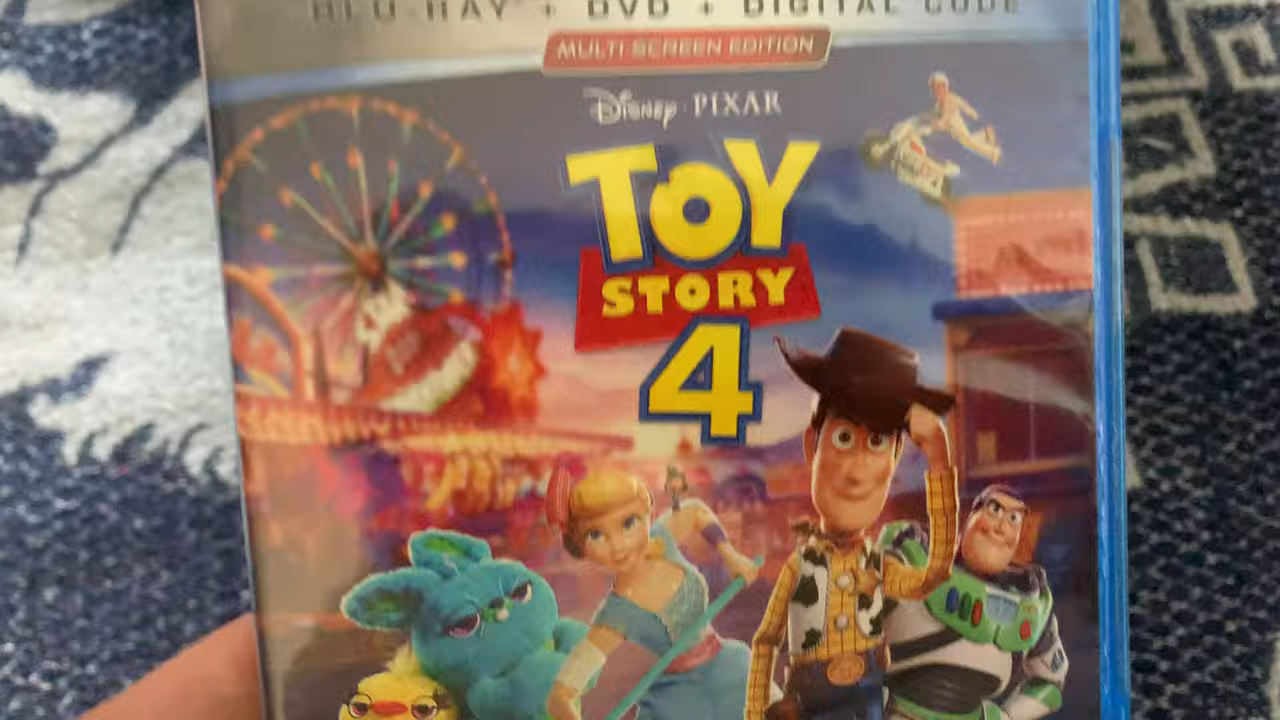 BLU-RAY + DVD + DIGITAL CODE
MULTI SCREEN EDITION
Disney · PIXAR
TOY
STORY
4